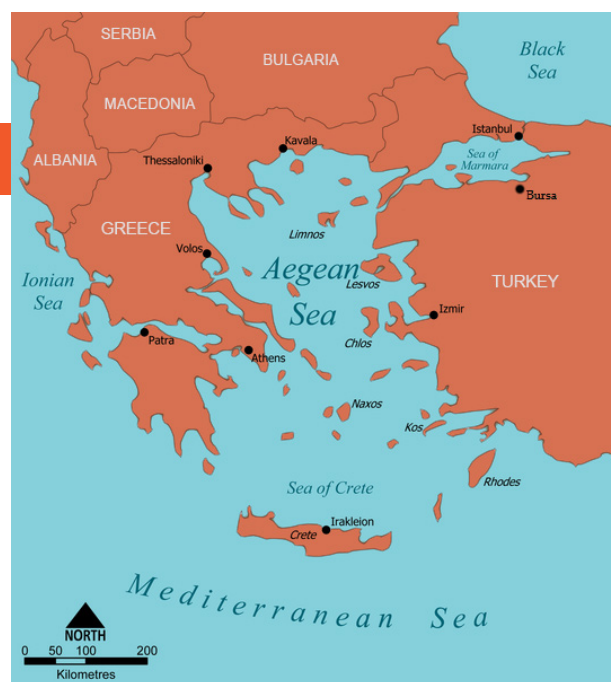 SERBIA
BULGARIA
Black
Sea
MACEDONIA
Kavala
Istanbul
ALBANIA
Thessaloniki
Sea of
Marmara
Bursa
GREECE
Limnos
Volos
Aegean
Sea
Lesvos
Ionian
Sea
TURKEY
Izmir
Patra
Chlos
Athens
Naxos
Kos
Rhodes
Sea of Crete
Irakleion
Crete
Mediterranean Sea
NORTH
0 50 100 200
Kilometres